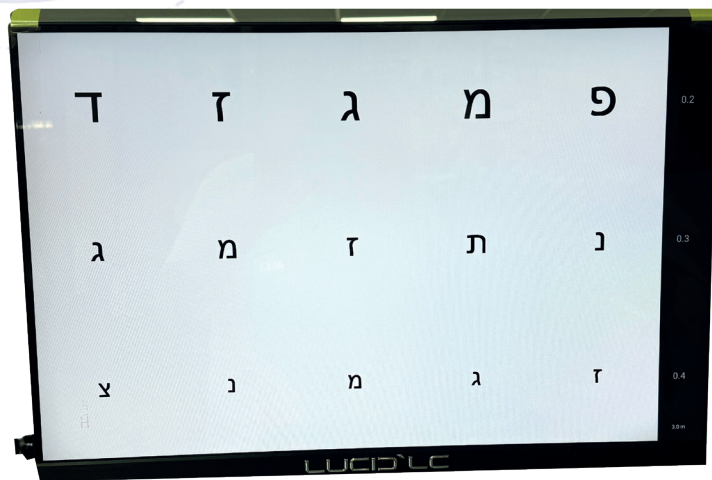 פ מ ג ז ד 0.2
נ ת ז מ ג 0.3
ז ג מ נ צ 0.4
3.0 m
LUCID'LC